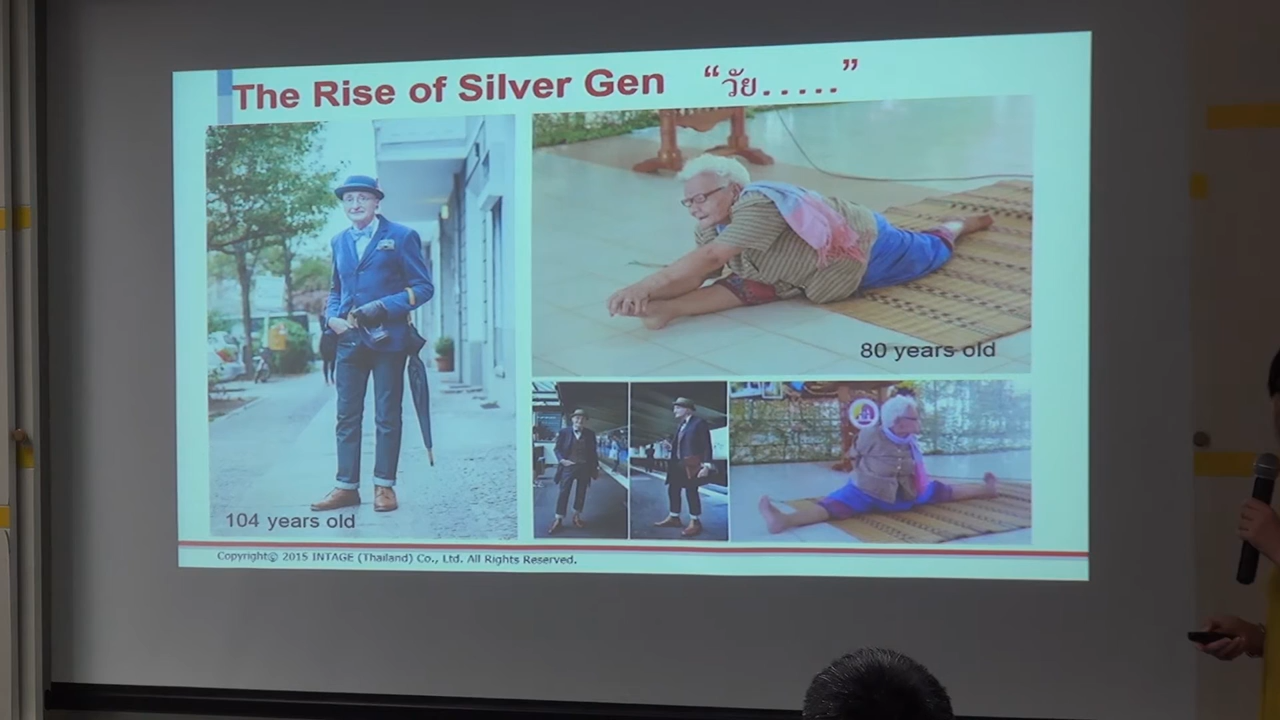 The Rise of Silver Gen “วัย.....”
80 years old
104 years old
Copyright© 2015 INTAGE (Thailand) Co., Ltd. All Rights Reserved.